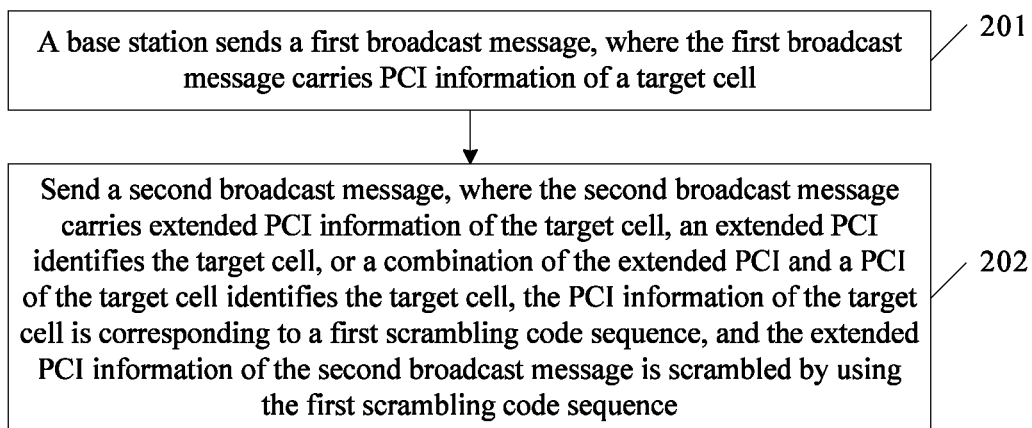 A base station sends a first broadcast message, where the first broadcast
message carries PCI information of a target cell
201
Send a second broadcast message, where the second broadcast message
carries extended PCI information of the target cell, an extended PCI
identifies the target cell, or a combination of the extended PCI and a PCI
of the target cell identifies the target cell, the PCI information of the target
cell is corresponding to a first scrambling code sequence, and the extended
PCI information of the second broadcast message is scrambled by using
the first scrambling code sequence
202